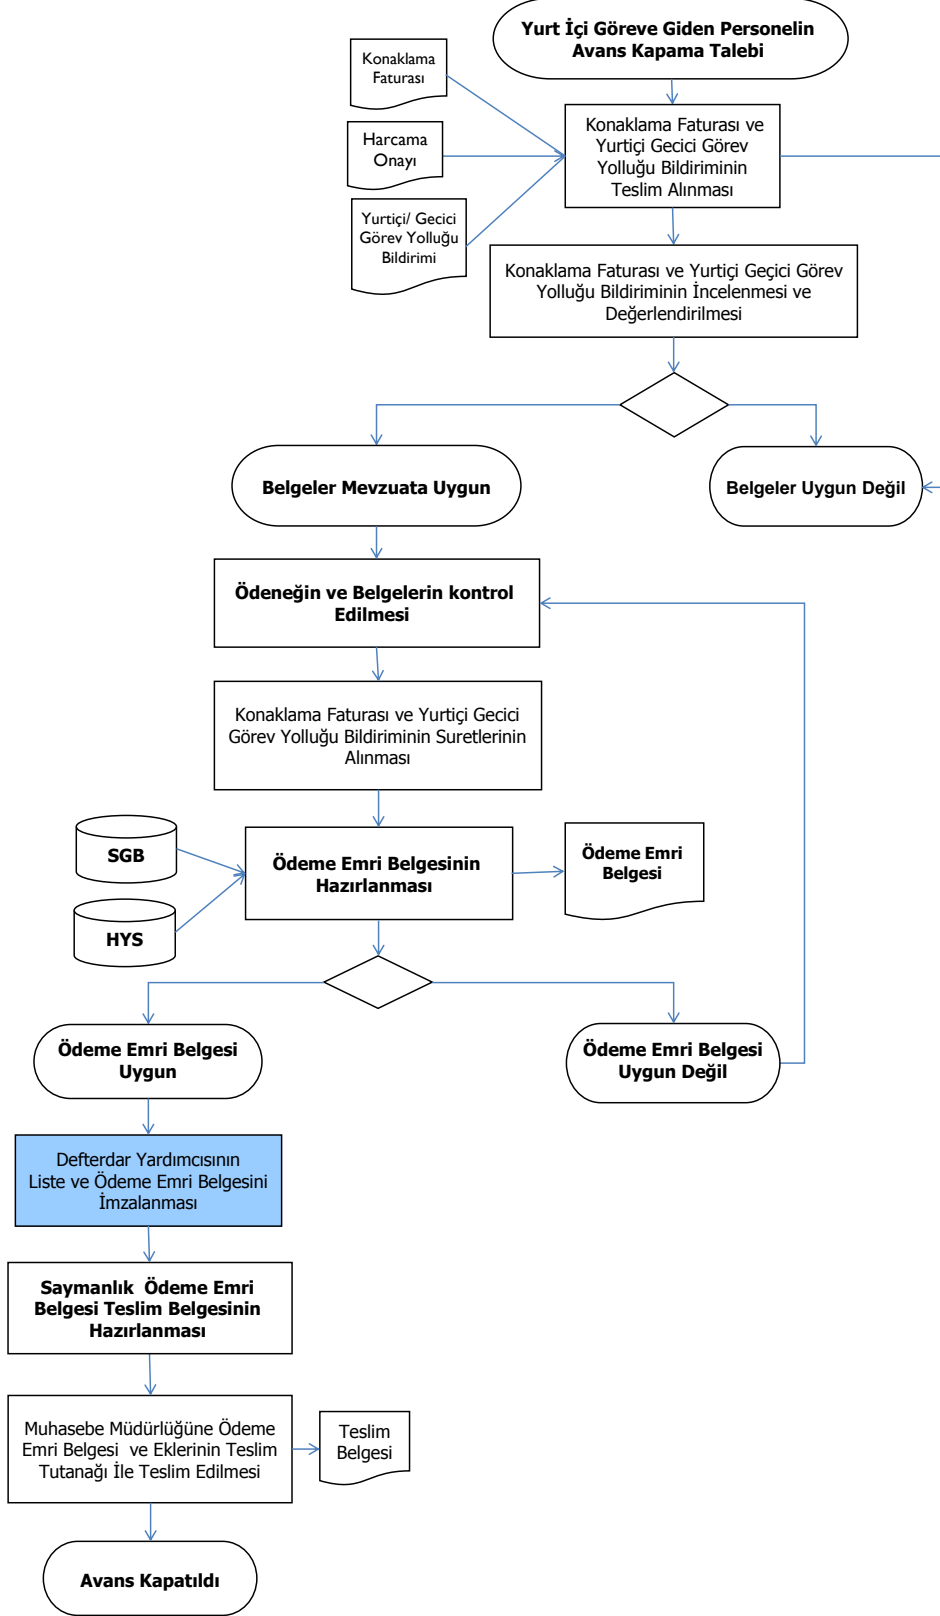 Yurt İçi Göreve Giden Personelin
Avans Kapama Talebi
Konaklama
Faturası
Harcama
Onayı
Yurtiçi/ Gecici
Görev Yolluğu
Bildirimi
Konaklama Faturası ve
Yurtiçi Gecici Görev
Yolluğu Bildiriminin
Teslim Alınması
Konaklama Faturası ve Yurtiçi Geçici Görev
Yolluğu Bildiriminin İncelenmesi ve
Değerlendirilmesi
Belgeler Mevzuata Uygun
Belgeler Uygun Değil
Ödeneğin ve Belgelerin kontrol
Edilmesi
Konaklama Faturası ve Yurtiçi Gecici
Görev Yolluğu Bildiriminin Suretlerinin
Alınması
SGB
HYS
Ödeme Emri Belgesinin
Hazırlanması
Ödeme Emri
Belgesi
Ödeme Emri Belgesi
Uygun
Ödeme Emri Belgesi
Uygun Değil
Defterdar Yardımcısının
Liste ve Ödeme Emri Belgesini
İmzalanması
Saymanlık Ödeme Emri
Belgesi Teslim Belgesinin
Hazırlanması
Muhasebe Müdürlüğüne Ödeme
Emri Belgesi ve Eklerinin Teslim
Tutanağı İle Teslim Edilmesi
Teslim
Belgesi
Avans Kapatıldı